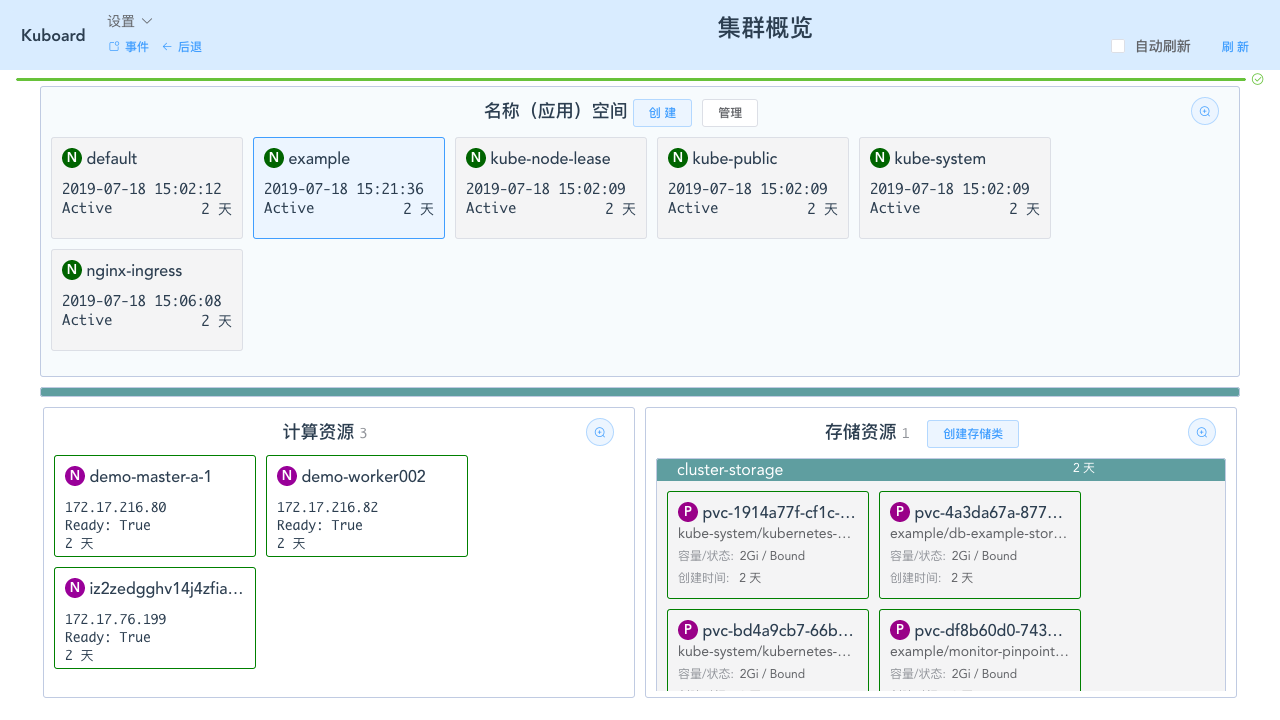 Kuboard
设置
事件 后退
集群概览
自动刷新 刷 新
名称（应用）空间 创 建 管理
N default
2019-07-18 15:02:12
Active 2 天
N example
2019-07-18 15:21:36
Active 2 天
N kube-node-lease
2019-07-18 15:02:09
Active 2 天
N kube-public
2019-07-18 15:02:09
Active 2 天
N kube-system
2019-07-18 15:02:09
Active 2 天
N nginx-ingress
2019-07-18 15:06:08
Active 2 天
计算资源 3
N demo-master-a-1
172.17.216.80
Ready: True
2 天
N demo-worker002
172.17.216.82
Ready: True
2 天
N iz2zedgghv14j4zfia...
172.17.76.199
Ready: True
2 天
存储资源 1 创建存储类
cluster-storage 2 天
P pvc-1914a77f-cf1c-...
kube-system/kubernetes-...
容量/状态: 2Gi / Bound
创建时间: 2 天
P pvc-4a3da67a-877...
example/db-example-stor...
容量/状态: 2Gi / Bound
创建时间: 2 天
P pvc-bd4a9cb7-66b...
kube-system/kubernetes-...
容量/状态: 2Gi / Bound
P pvc-df8b60d0-743...
example/monitor-pinpoint...
容量/状态: 2Gi / Bound